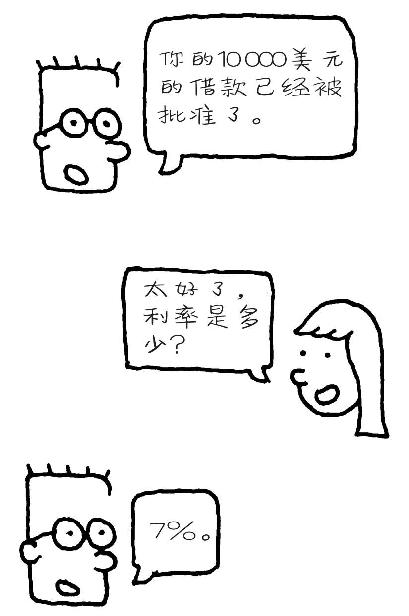 你的10000美元
的借款已经被
批准了。
太好了，
利率是多
少？
7%。